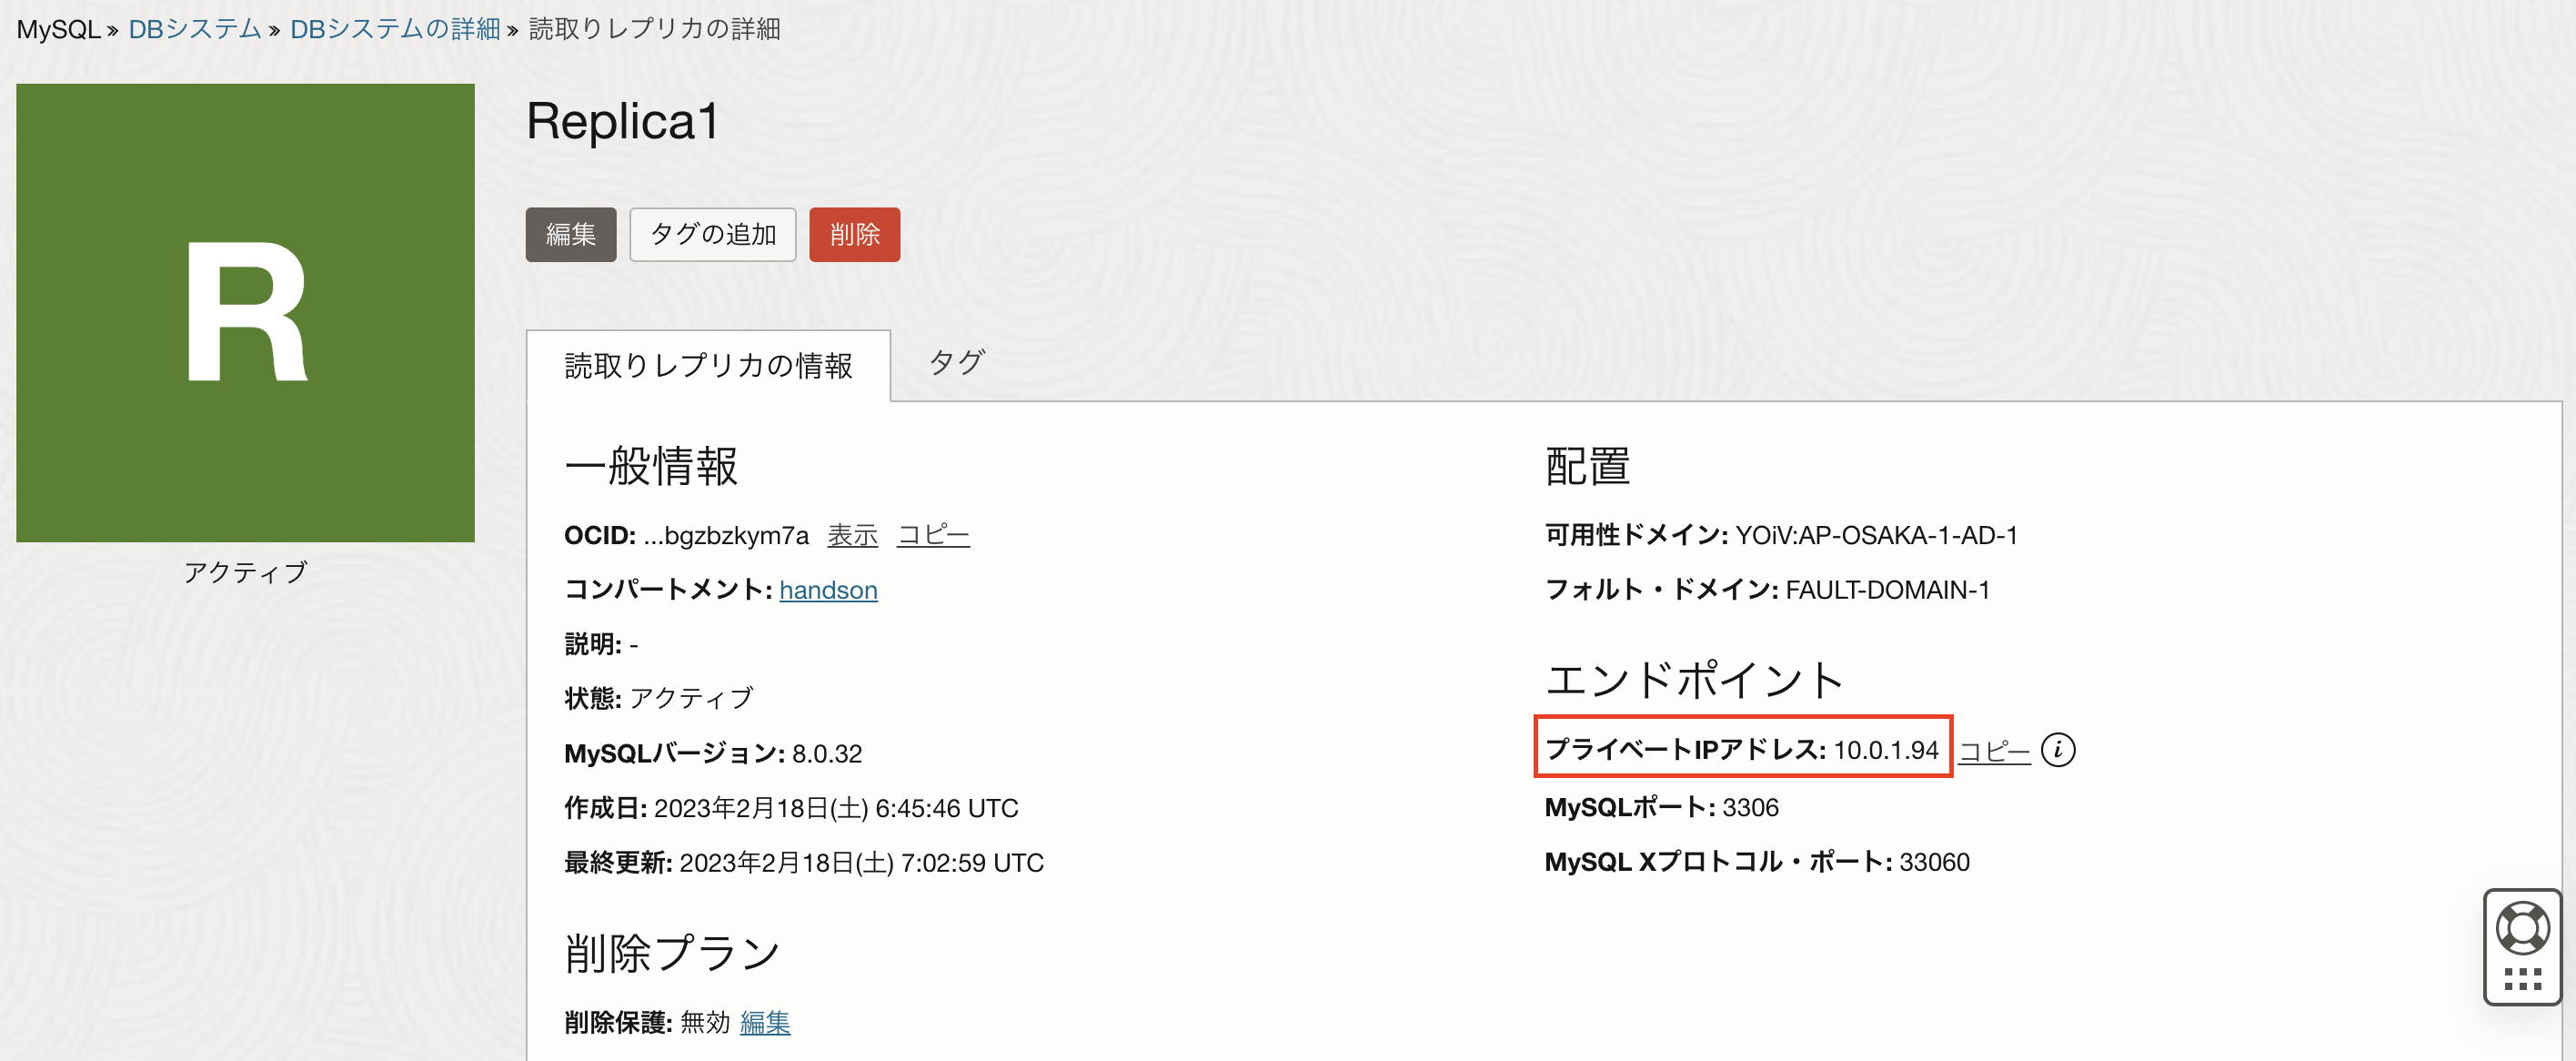 MySQL » DBシステム » DBシステムの詳細 » 読取りレプリカの詳細
R
アクティブ
Replica1
編集 タグの追加 削除
読取りレプリカの情報 タグ
一般情報
OCID: ...bgzbzkym7a 表示 コピー
コンパートメント: handson
説明: -
状態: アクティブ
MySQLバージョン: 8.0.32
作成日: 2023年2月18日(土) 6:45:46 UTC
最終更新: 2023年2月18日(土) 7:02:59 UTC
削除プラン
削除保護: 無効 編集
配置
可用性ドメイン: YOiV:AP-OSAKA-1-AD-1
フォルト・ドメイン: FAULT-DOMAIN-1
エンドポイント
プライベートIPアドレス: 10.0.1.94 コピー i
MySQLポート: 3306
MySQL Xプロトコル・ポート: 33060